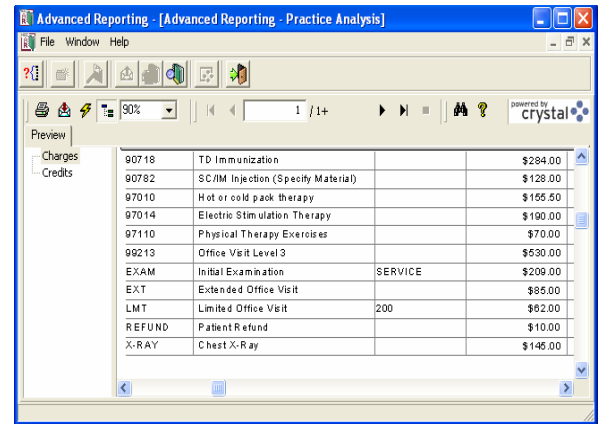 Advanced Reporting - [Advanced Reporting - Practice Analysis]
File Window Help
90% 1 /1+ powered by crystal
Preview
Charges
Credits
90718 TD Immunization $284.00
90782 SC/IM Injection (Specify Material) $128.00
97010 Hot or cold pack therapy $155.50
97014 Electric Stimulation Therapy $190.00
97110 Physical Therapy Exercises $70.00
99213 Office Visit Level 3 $530.00
EXAM Initial Examination SERVICE $209.00
EXT Extended Office Visit $85.00
LMT Limited Office Visit 200 $62.00
REFUND Patient Refund $10.00
X-RAY Chest X-Ray $145.00